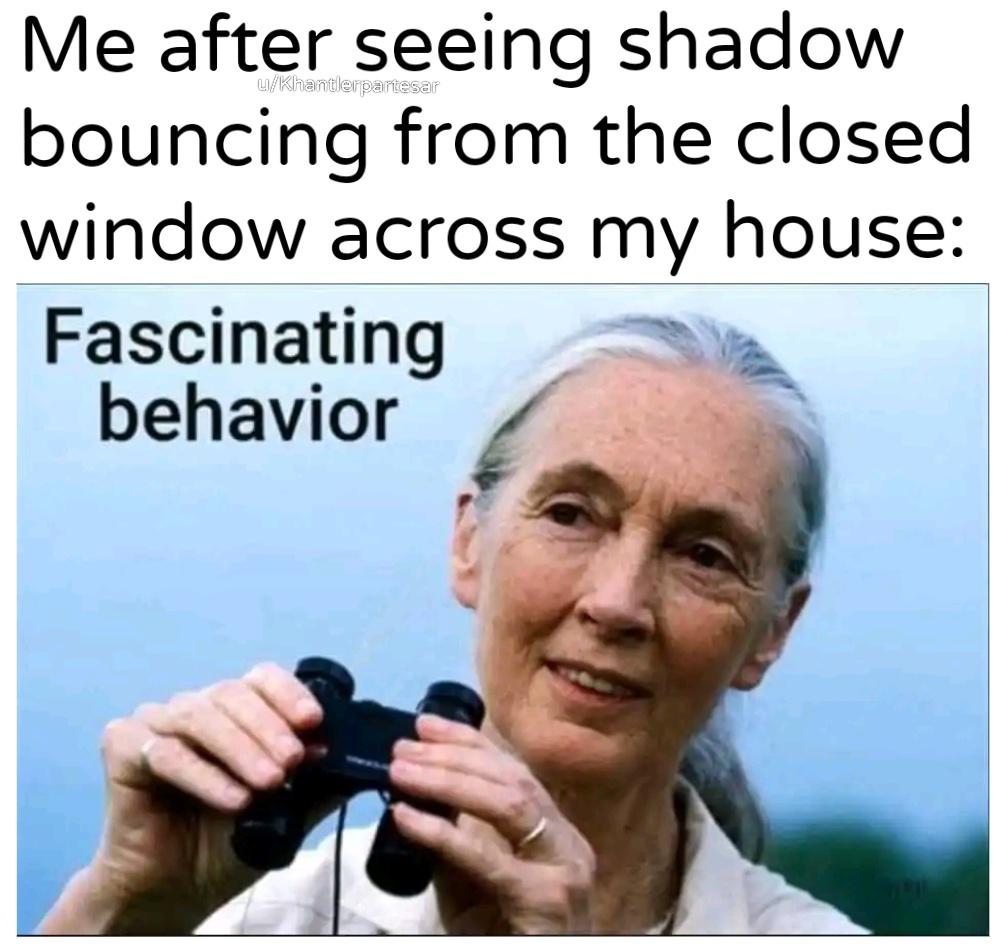 Me after seeing shadow
u/Khantlerpartesar
bouncing from the closed
window across my house:
Fascinating
behavior